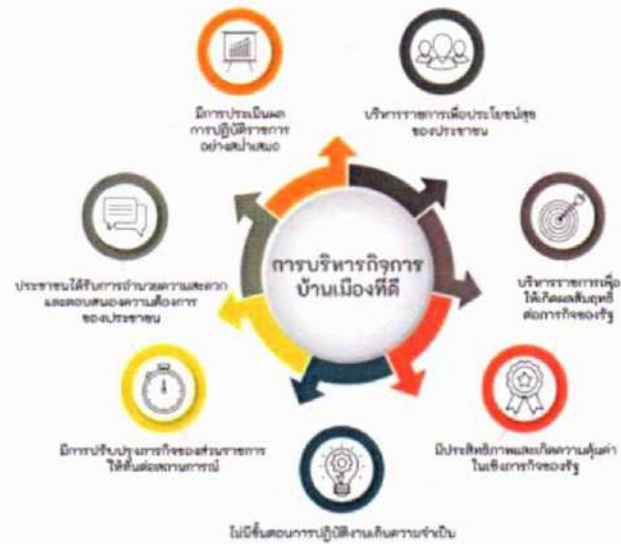 มีการประเมินผล
การปฏิบัติราชการ
อย่างสม่ำเสมอ
บริหารราชการเพื่อประโยชน์สุข
ของประชาชน
ประชาชนได้รับการอำนวยความสะดวก
และตอบสนองความต้องการ
ของประชาชน
การบริหารกิจการ
บ้านเมืองที่ดี
บริหารราชการเพื่อ
ให้เกิดผลสัมฤทธิ์
ต่อภารกิจของรัฐ
มีการปรับปรุงภารกิจของส่วนราชการ
ให้ทันต่อสถานการณ์
มีประสิทธิภาพและเกิดความคุ้มค่า
ในเชิงภารกิจของรัฐ
ไม่มีขั้นตอนการปฏิบัติงานเกินความจำเป็น